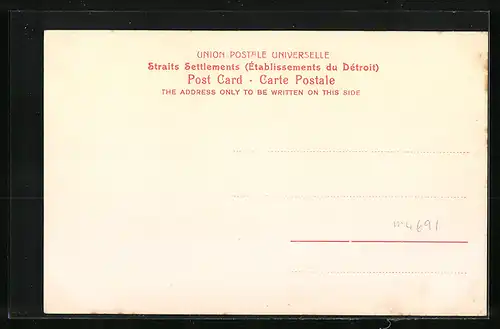 UNION POSTALE UNIVERSELLE
Straits Settlements (Établissements du Détroit)
Post Card - Carte Postale
THE ADDRESS ONLY TO BE WRITTEN ON THIS SIDE
4691